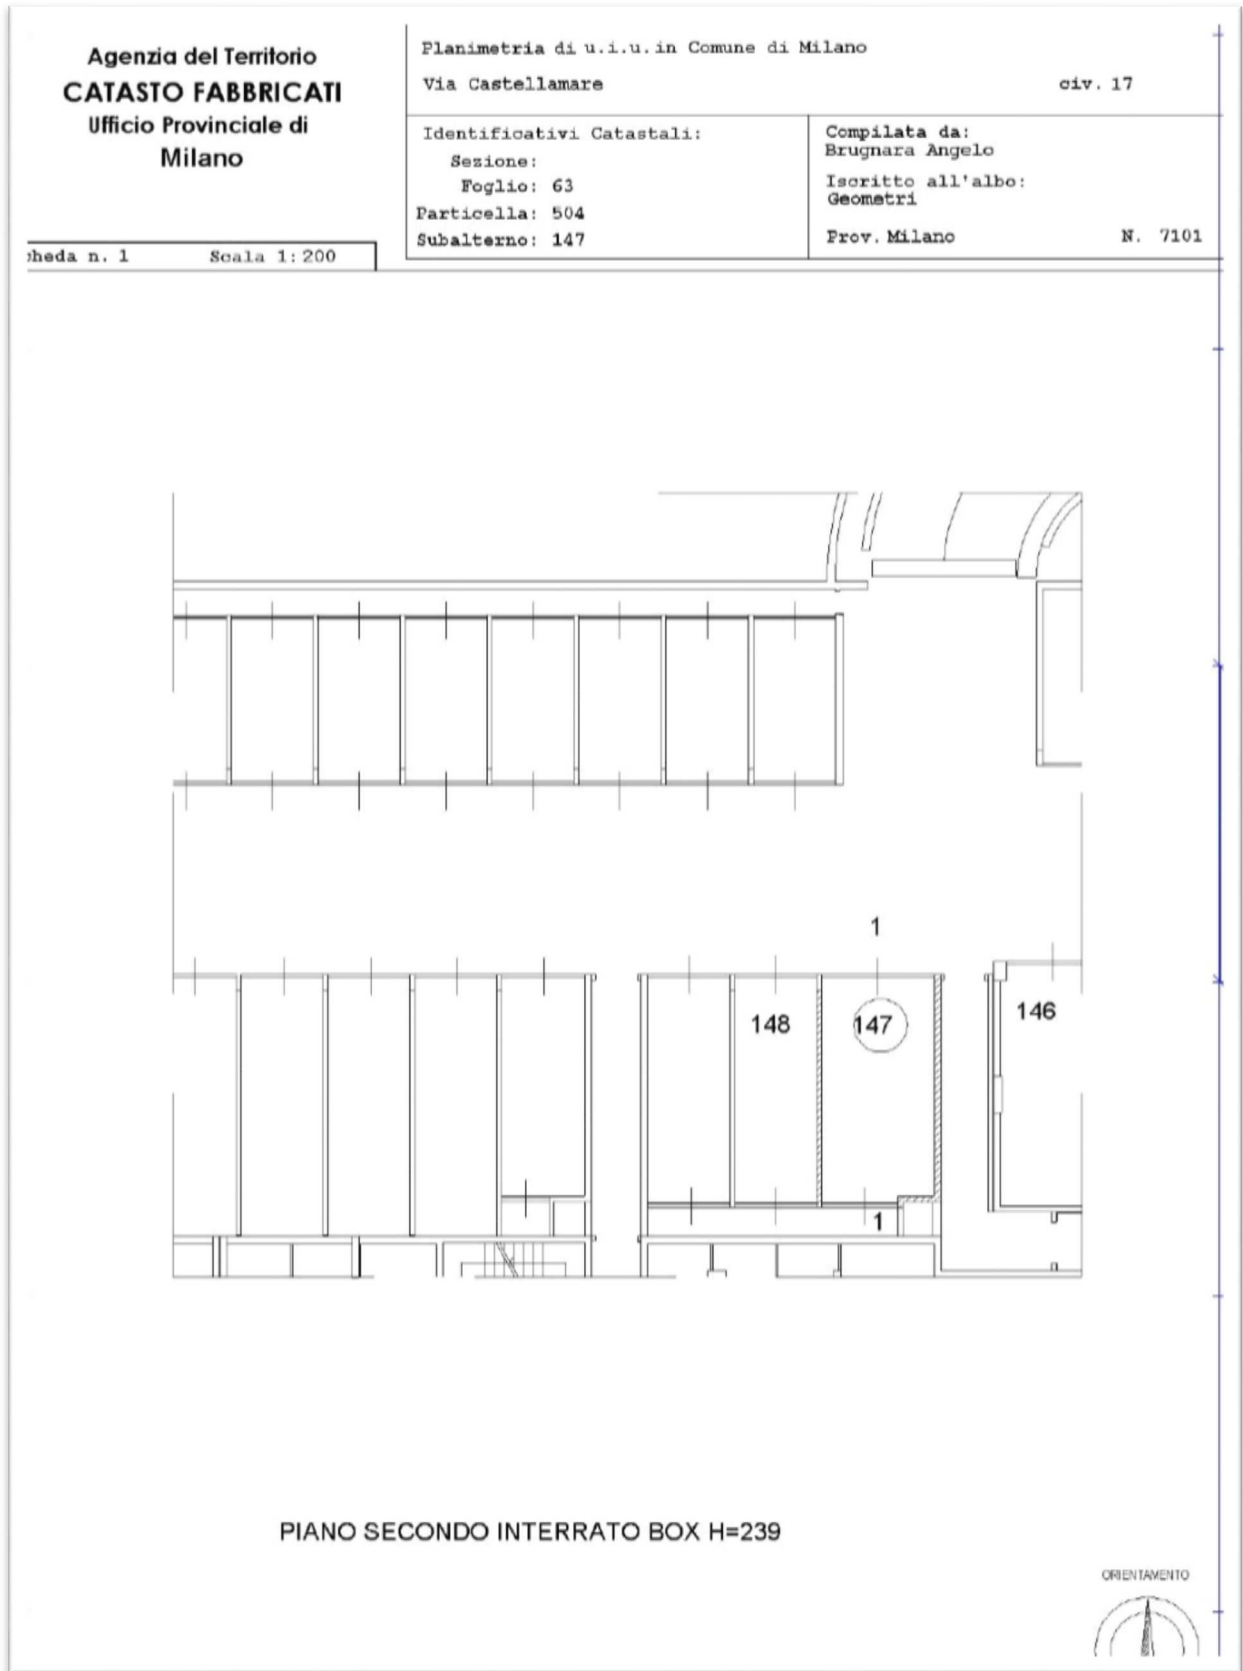 Agenzia del Territorio
CATASTO FABBRICATI
Ufficio Provinciale di
Milano
cheda n. 1 Scala 1:200
Planimetria di u.i.u. in Comune di Milano
Via Castellamare civ. 17
Identificativi Catastali:
Sezione:
Foglio: 63
Particella: 504
Subalterno: 147
Compilata da:
Brugnara Angelo
Iscritto all'albo:
Geometri
Prov. Milano N. 7101
1
148
147
146
1
PIANO SECONDO INTERRATO BOX H=239
ORIENTAMENTO